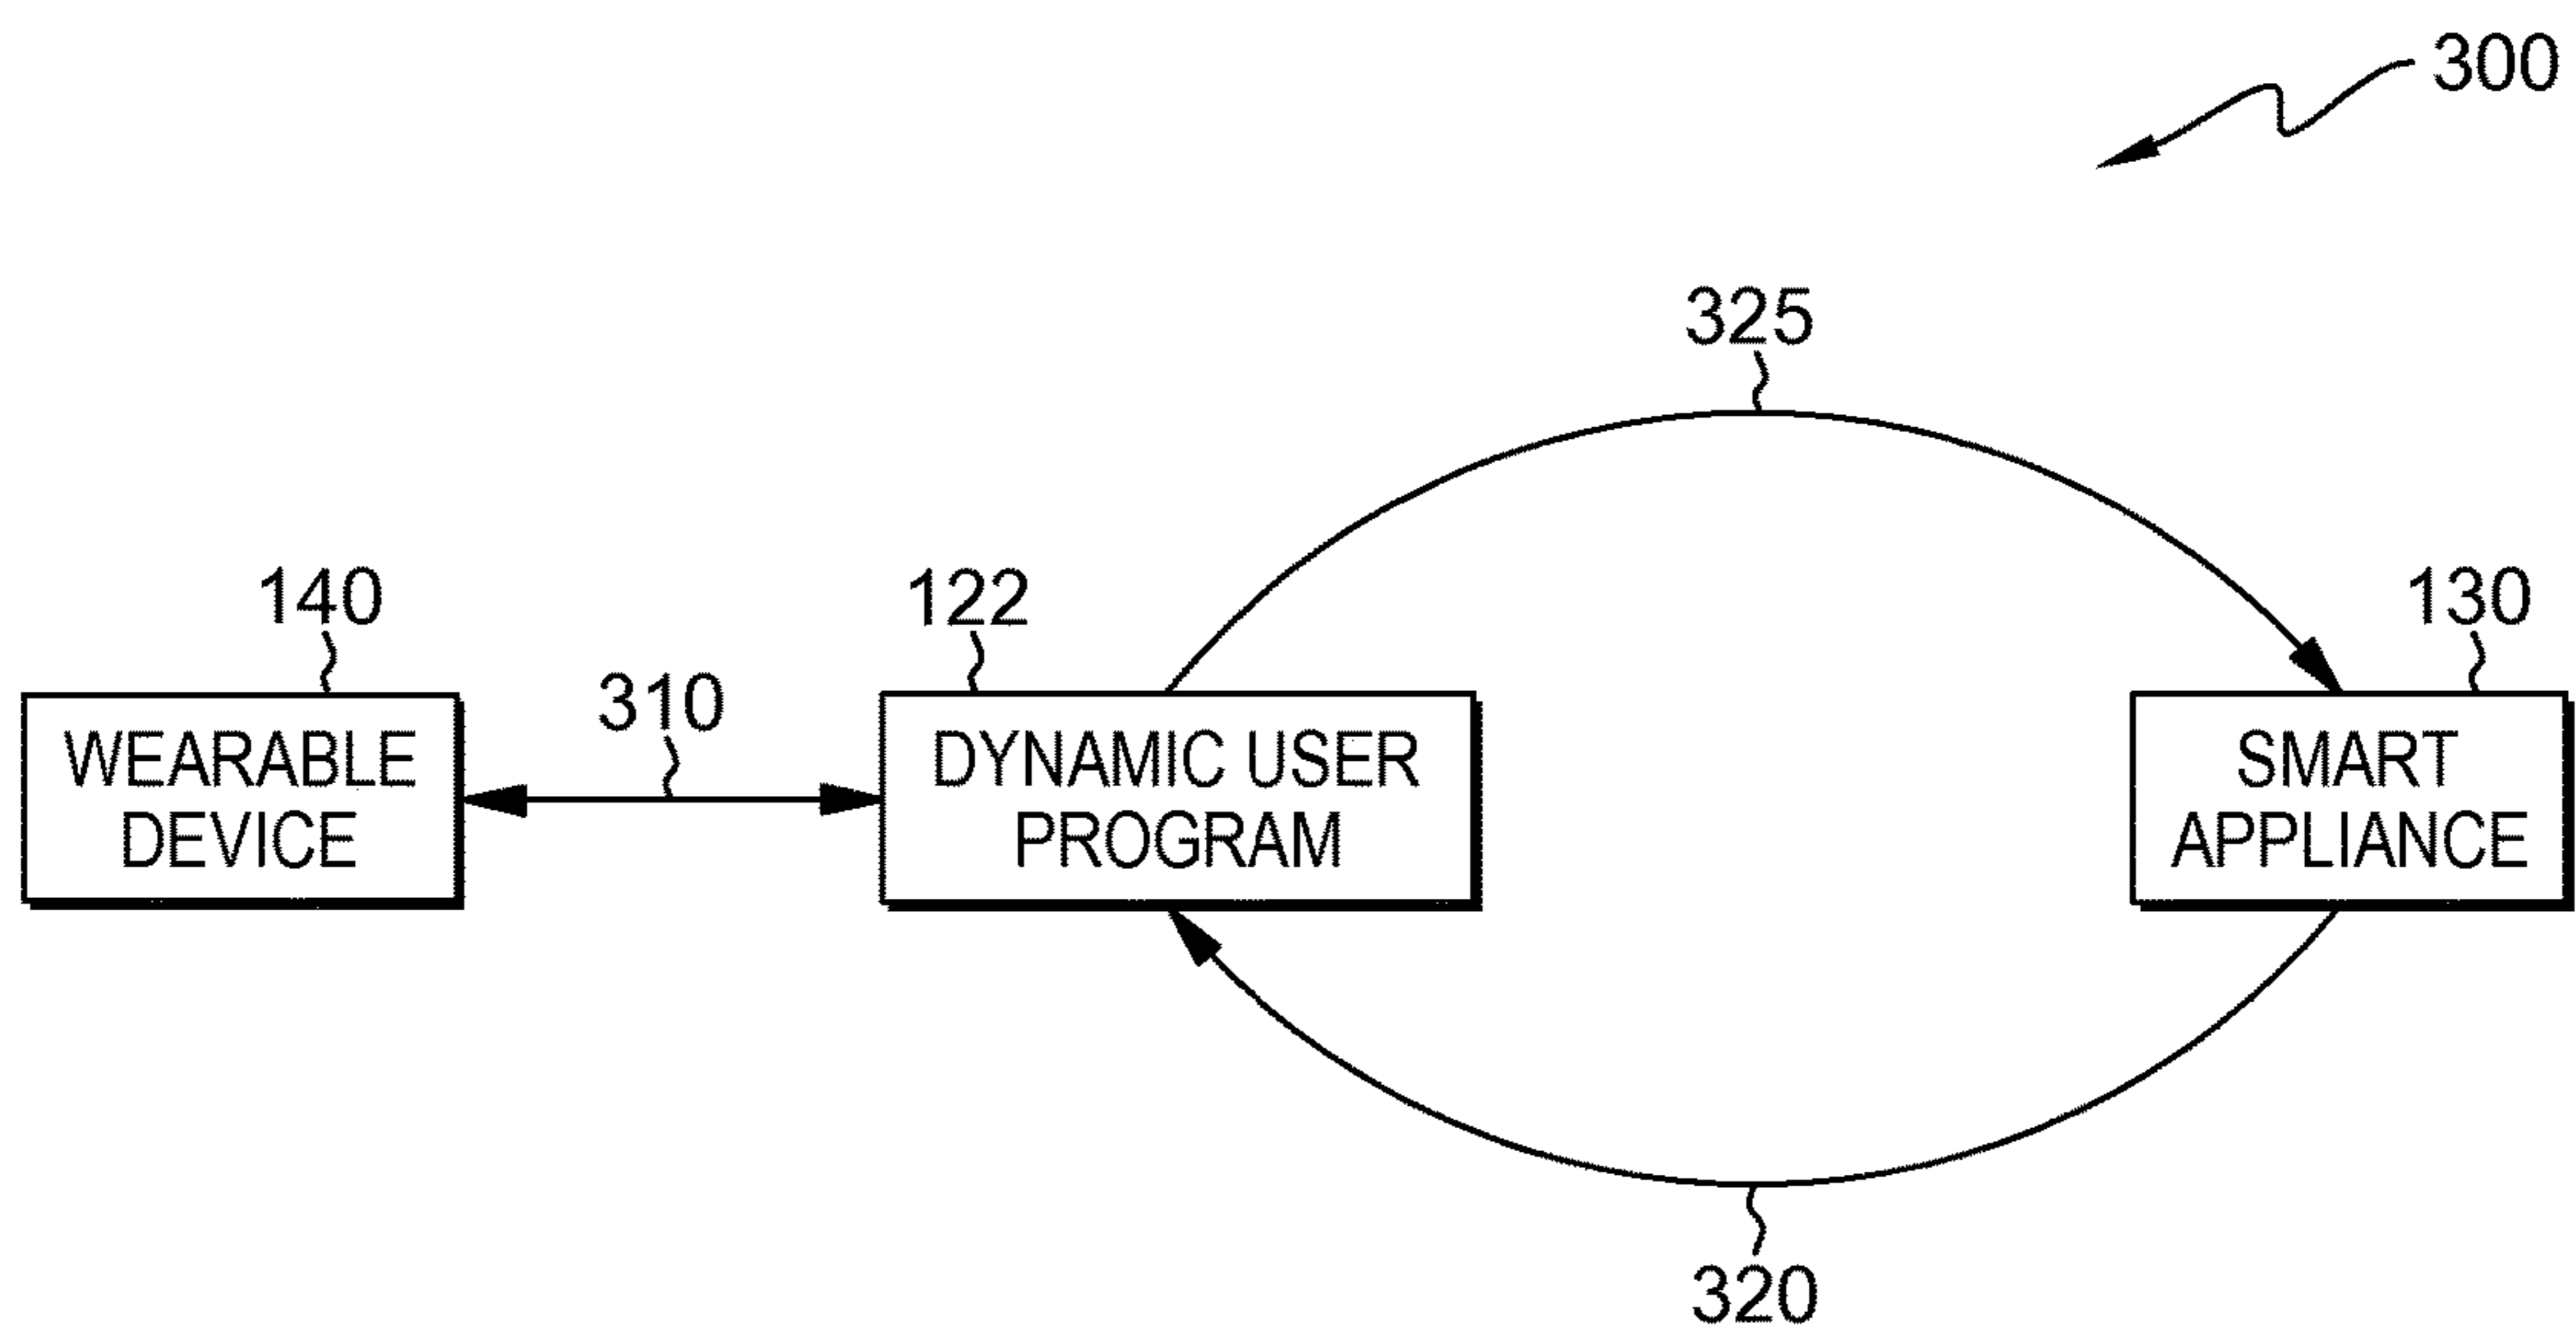 300
325
140
122
130
310
WEARABLE
DEVICE
DYNAMIC USER
PROGRAM
SMART
APPLIANCE
320